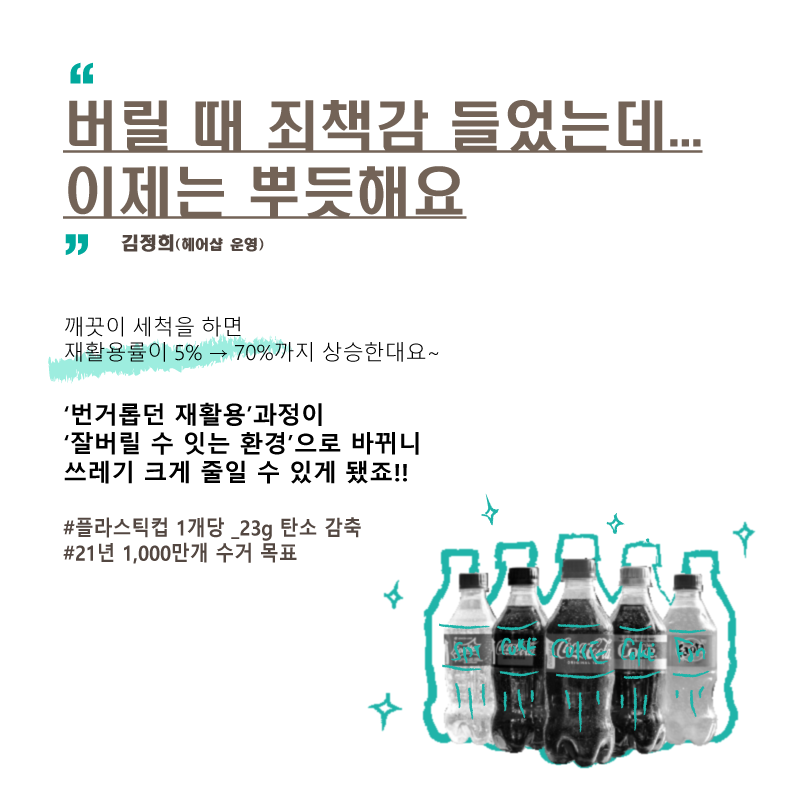 “
버릴 때 죄책감 들었는데...
이제는 뿌듯해요
” 김정희(헤어샵 운영)
깨끗이 세척을 하면
재활용률이 5% → 70%까지 상승한대요~
‘번거롭던 재활용’과정이
‘잘버릴 수 잇는 환경’으로 바뀌니
쓰레기 크게 줄일 수 있게 됐죠!!
#플라스틱컵 1개당 _23g 탄소 감축
#21년 1,000만개 수거 목표
Coke